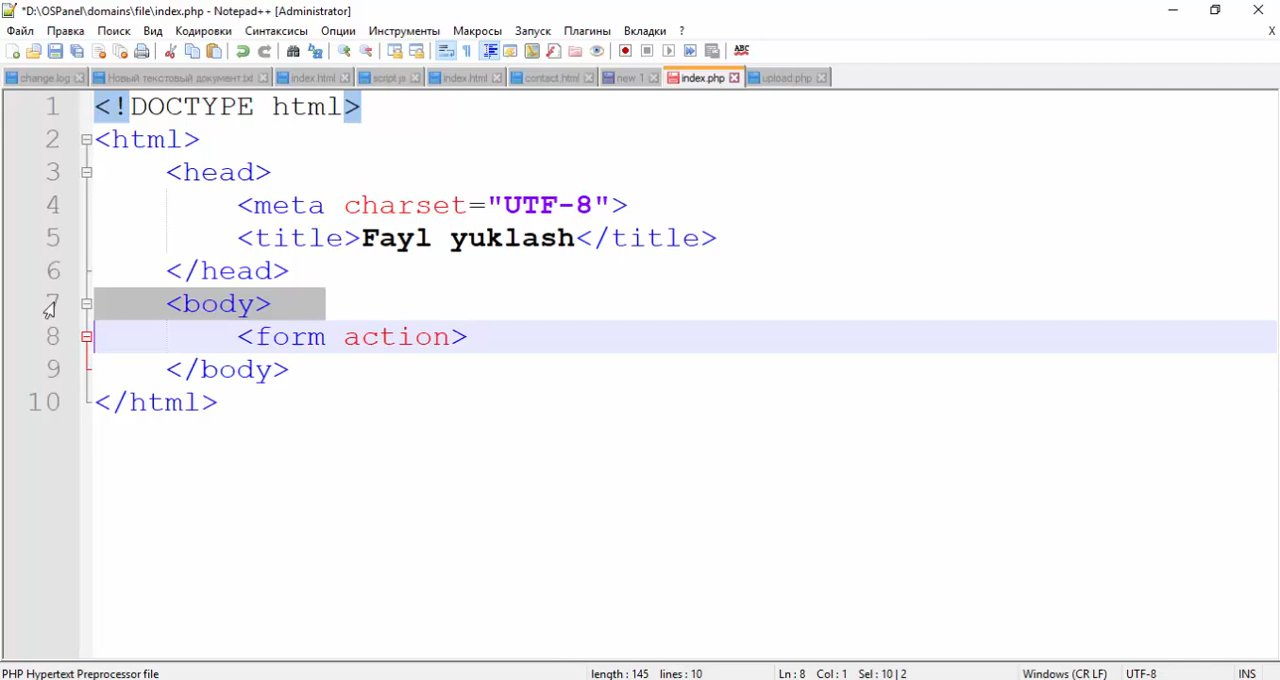 *D:\OSPanel\domains\file\index.php - Notepad++ [Administrator]
Файл Правка Поиск Вид Кодировки Синтаксисы Опции Инструменты Макросы Запуск Плагины Вкладки ? X
ABC
change.log Новый текстовый документ.txt index.html script.js index.html contact.html new 1 index.php upload.php
1 <!DOCTYPE html>
2 <html>
3 <head>
4 <meta charset="UTF-8">
5 <title>Fayl yuklash</title>
6 </head>
7 <body>
8 <form action>
9 </body>
10 </html>
PHP Hypertext Preprocessor file length : 145 lines : 10 Ln : 8 Col : 1 Sel : 10 | 2 Windows (CR LF) UTF-8 INS